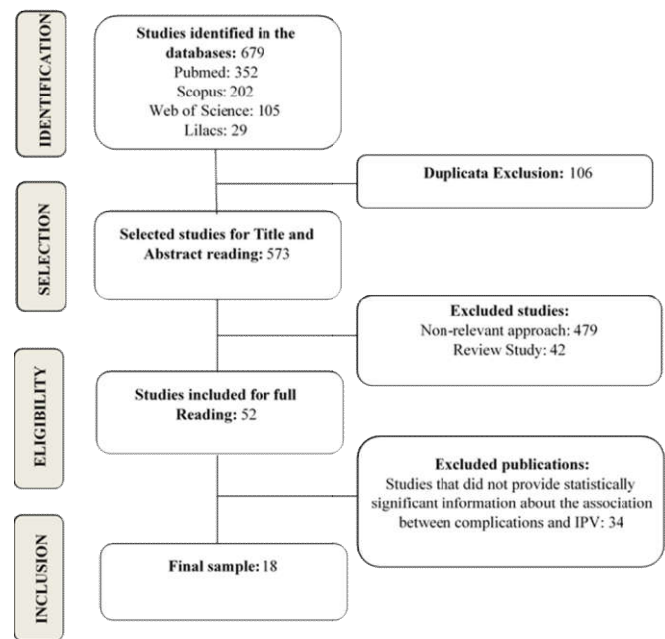 IDENTIFICATION
Studies identified in the
databases: 679
Pubmed: 352
Scopus: 202
Web of Science: 105
Lilacs: 29
Duplicata Exclusion: 106
SELECTION
Selected studies for Title and
Abstract reading: 573
Excluded studies:
Non-relevant approach: 479
Review Study: 42
ELIGIBILITY
Studies included for full
Reading: 52
Excluded publications:
Studies that did not provide statistically
significant information about the association
between complications and IPV: 34
INCLUSION
Final sample: 18